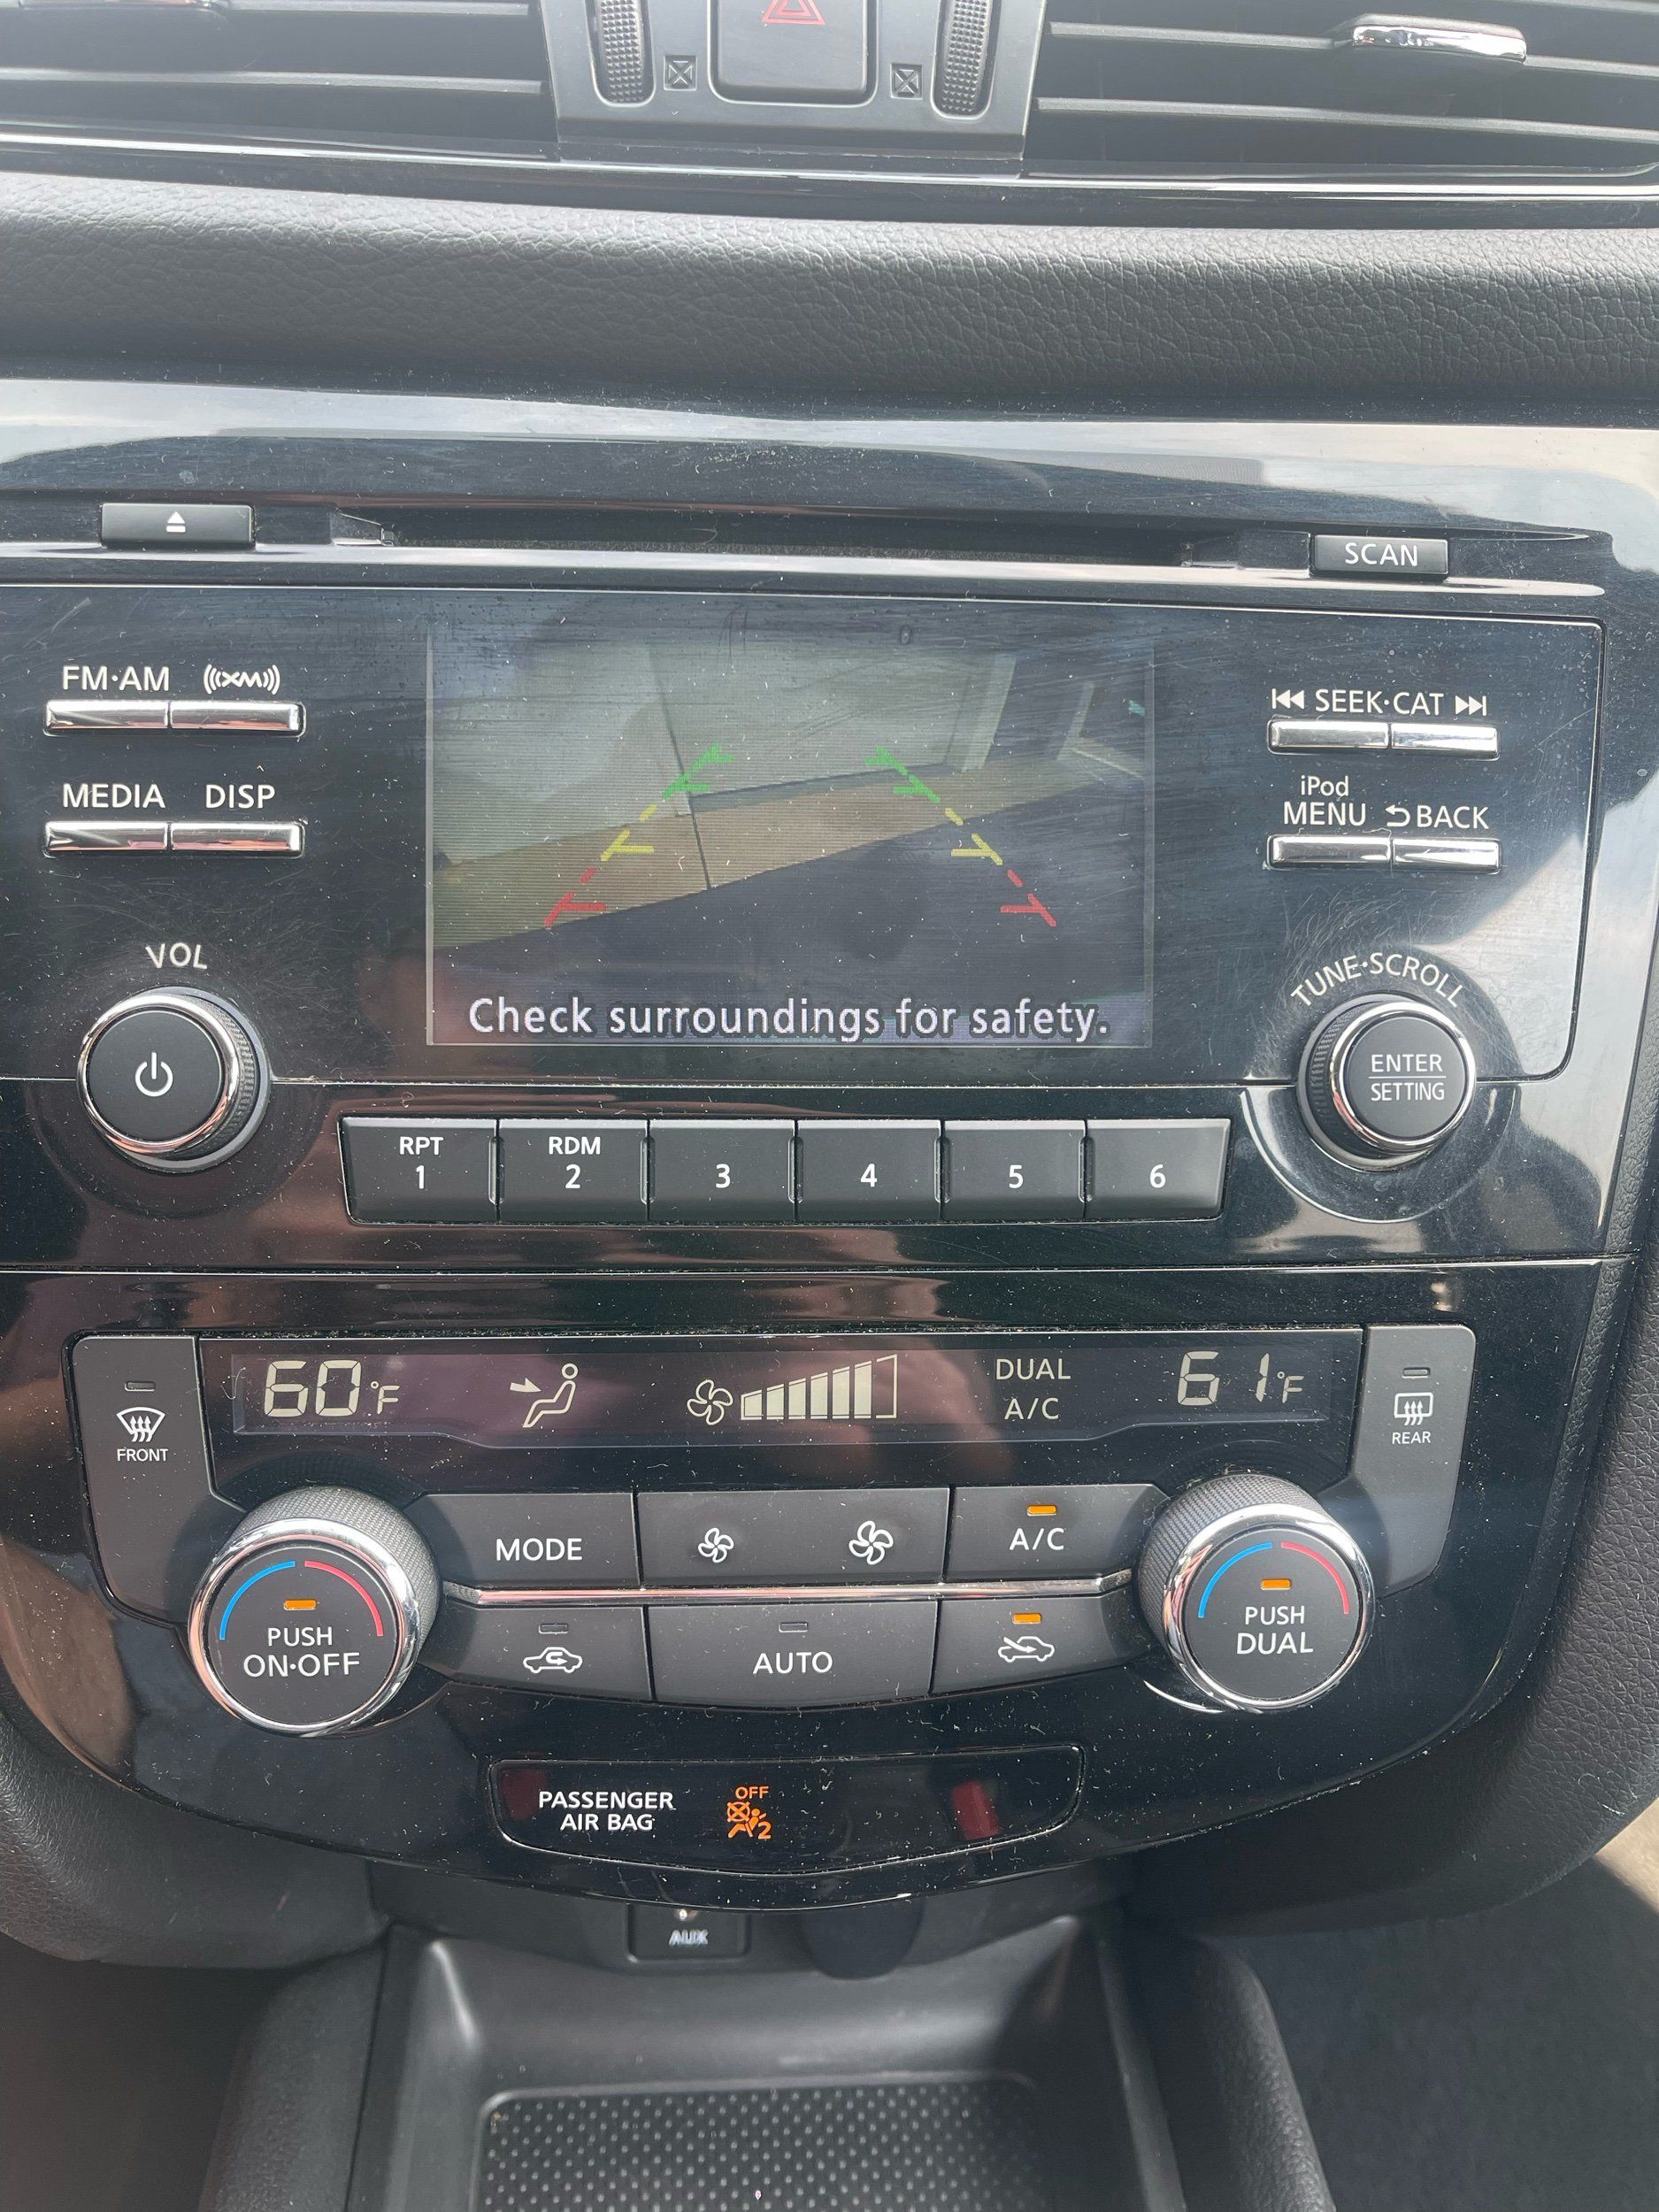 SCAN
FM·AM XM
SEEK·CAT
iPod
MEDIA DISP
MENU BACK
VOL
TUNE·SCROLL
Check surroundings for safety.
ENTER
SETTING
RPT RDM
1 2 3 4 5 6
60°F DUAL 61°F
A/C
FRONT
REAR
MODE A/C
PUSH
ON·OFF
AUTO
PUSH
DUAL
PASSENGER
AIR BAG
OFF
2
AUX